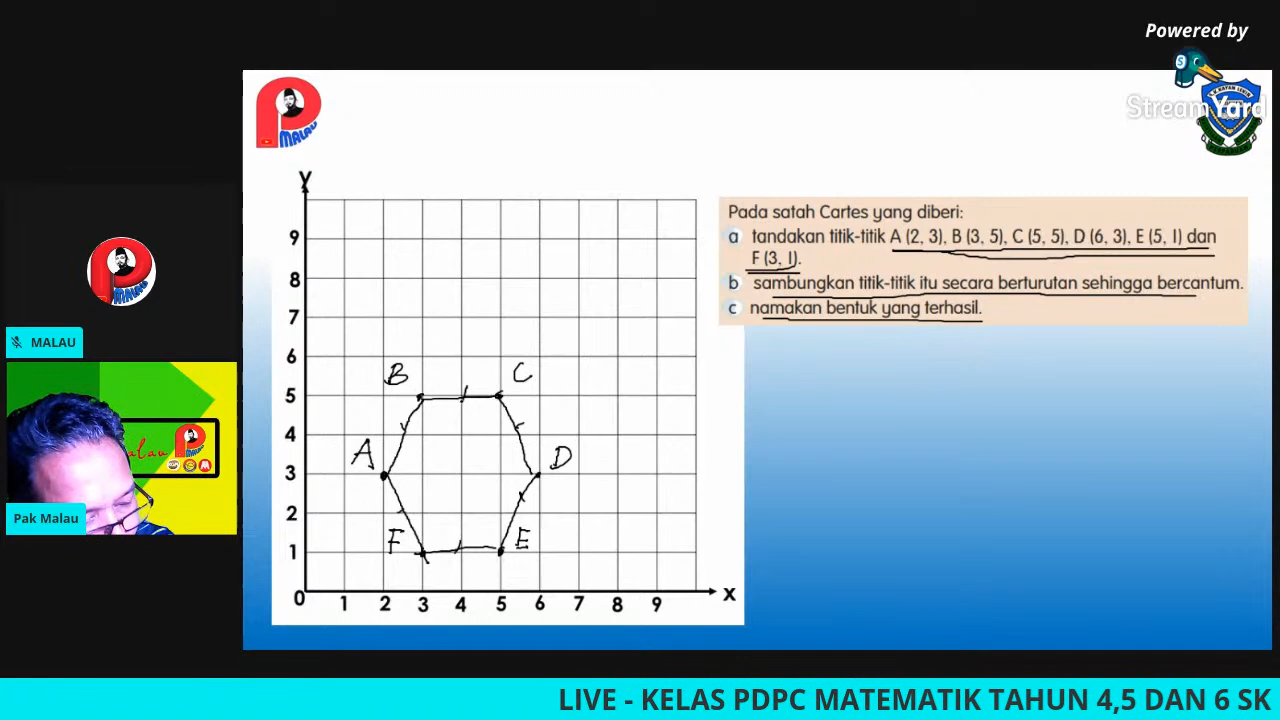 Powered by
StreamYard
S
P
MALAU
Pada satah Cartes yang diberi:
a tandakan titik-titik A (2, 3), B (3, 5), C (5, 5), D (6, 3), E (5, 1) dan
F (3, 1).
b sambungkan titik-titik itu secara berturutan sehingga bercantum.
c namakan bentuk yang terhasil.
Y
9
8
7
6
5
4
3
2
1
0
1 2 3 4 5 6 7 8 9 x
B C
A D
F E
P
MALAU
MALAU
alau
P
Pak Malau
LIVE - KELAS PDPC MATEMATIK TAHUN 4,5 DAN 6 SK